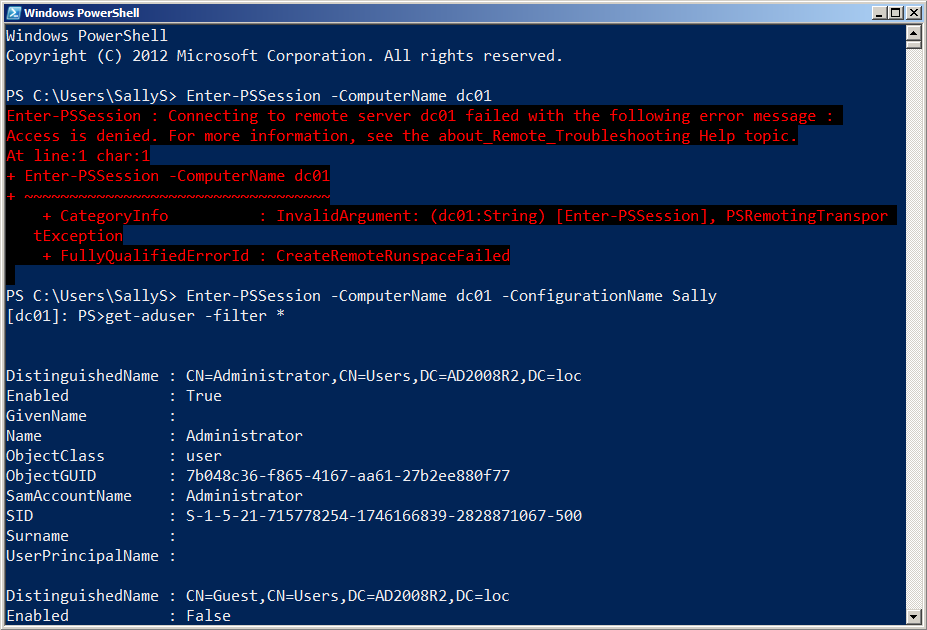 Windows PowerShell
Windows PowerShell
Copyright (C) 2012 Microsoft Corporation. All rights reserved.
PS C:\Users\SallyS> Enter-PSSession -ComputerName dc01
Enter-PSSession : Connecting to remote server dc01 failed with the following error message :
Access is denied. For more information, see the about_Remote_Troubleshooting Help topic.
At line:1 char:1
+ Enter-PSSession -ComputerName dc01
+ ~~~~~~~~~~~~~~~~~~~~~~~~~~~~~~~~~~
    + CategoryInfo          : InvalidArgument: (dc01:String) [Enter-PSSession], PSRemotingTranspor
   tException
    + FullyQualifiedErrorId : CreateRemoteRunspaceFailed
PS C:\Users\SallyS> Enter-PSSession -ComputerName dc01 -ConfigurationName Sally
[dc01]: PS>get-aduser -filter *
DistinguishedName : CN=Administrator,CN=Users,DC=AD2008R2,DC=loc
Enabled           : True
GivenName         :
Name              : Administrator
ObjectClass       : user
ObjectGUID        : 7b048c36-f865-4167-aa61-27b2ee880f77
SamAccountName    : Administrator
SID               : S-1-5-21-715778254-1746166839-2828871067-500
Surname           :
UserPrincipalName :
DistinguishedName : CN=Guest,CN=Users,DC=AD2008R2,DC=loc
Enabled           : False